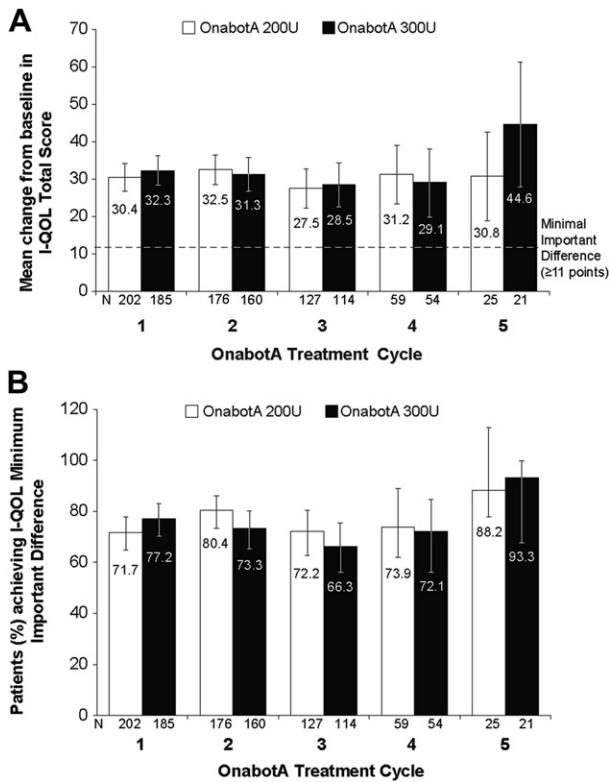 A
OnabotA 200U
OnabotA 300U
Mean change from baseline in
I-QOL Total Score
70
60
50
40
30
20
10
0
30.4
32.3
32.5
31.3
27.5
28.5
31.2
29.1
30.8
44.6
Minimal
Important
Difference
(≥11 points)
N 202 185 176 160 127 114 59 54 25 21
1 2 3 4 5
OnabotA Treatment Cycle
B
OnabotA 200U
OnabotA 300U
Patients (%) achieving I-QOL Minimum
Important Difference
120
100
80
60
40
20
0
71.7
77.2
80.4
73.3
72.2
66.3
73.9
72.1
88.2
93.3
N 202 185 176 160 127 114 59 54 25 21
1 2 3 4 5
OnabotA Treatment Cycle